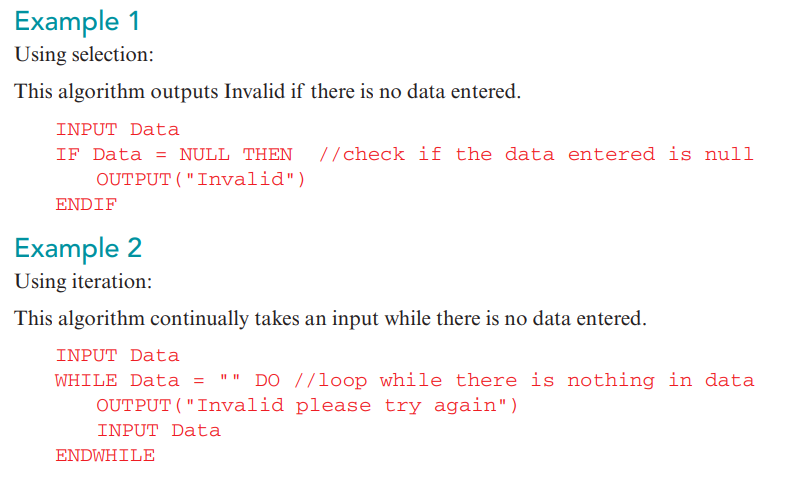 Example 1
Using selection:
This algorithm outputs Invalid if there is no data entered.
INPUT Data
IF Data = NULL THEN  //check if the data entered is null
OUTPUT("Invalid")
ENDIF
Example 2
Using iteration:
This algorithm continually takes an input while there is no data entered.
INPUT Data
WHILE Data = "" DO //loop while there is nothing in data
OUTPUT("Invalid please try again")
INPUT Data
ENDWHILE